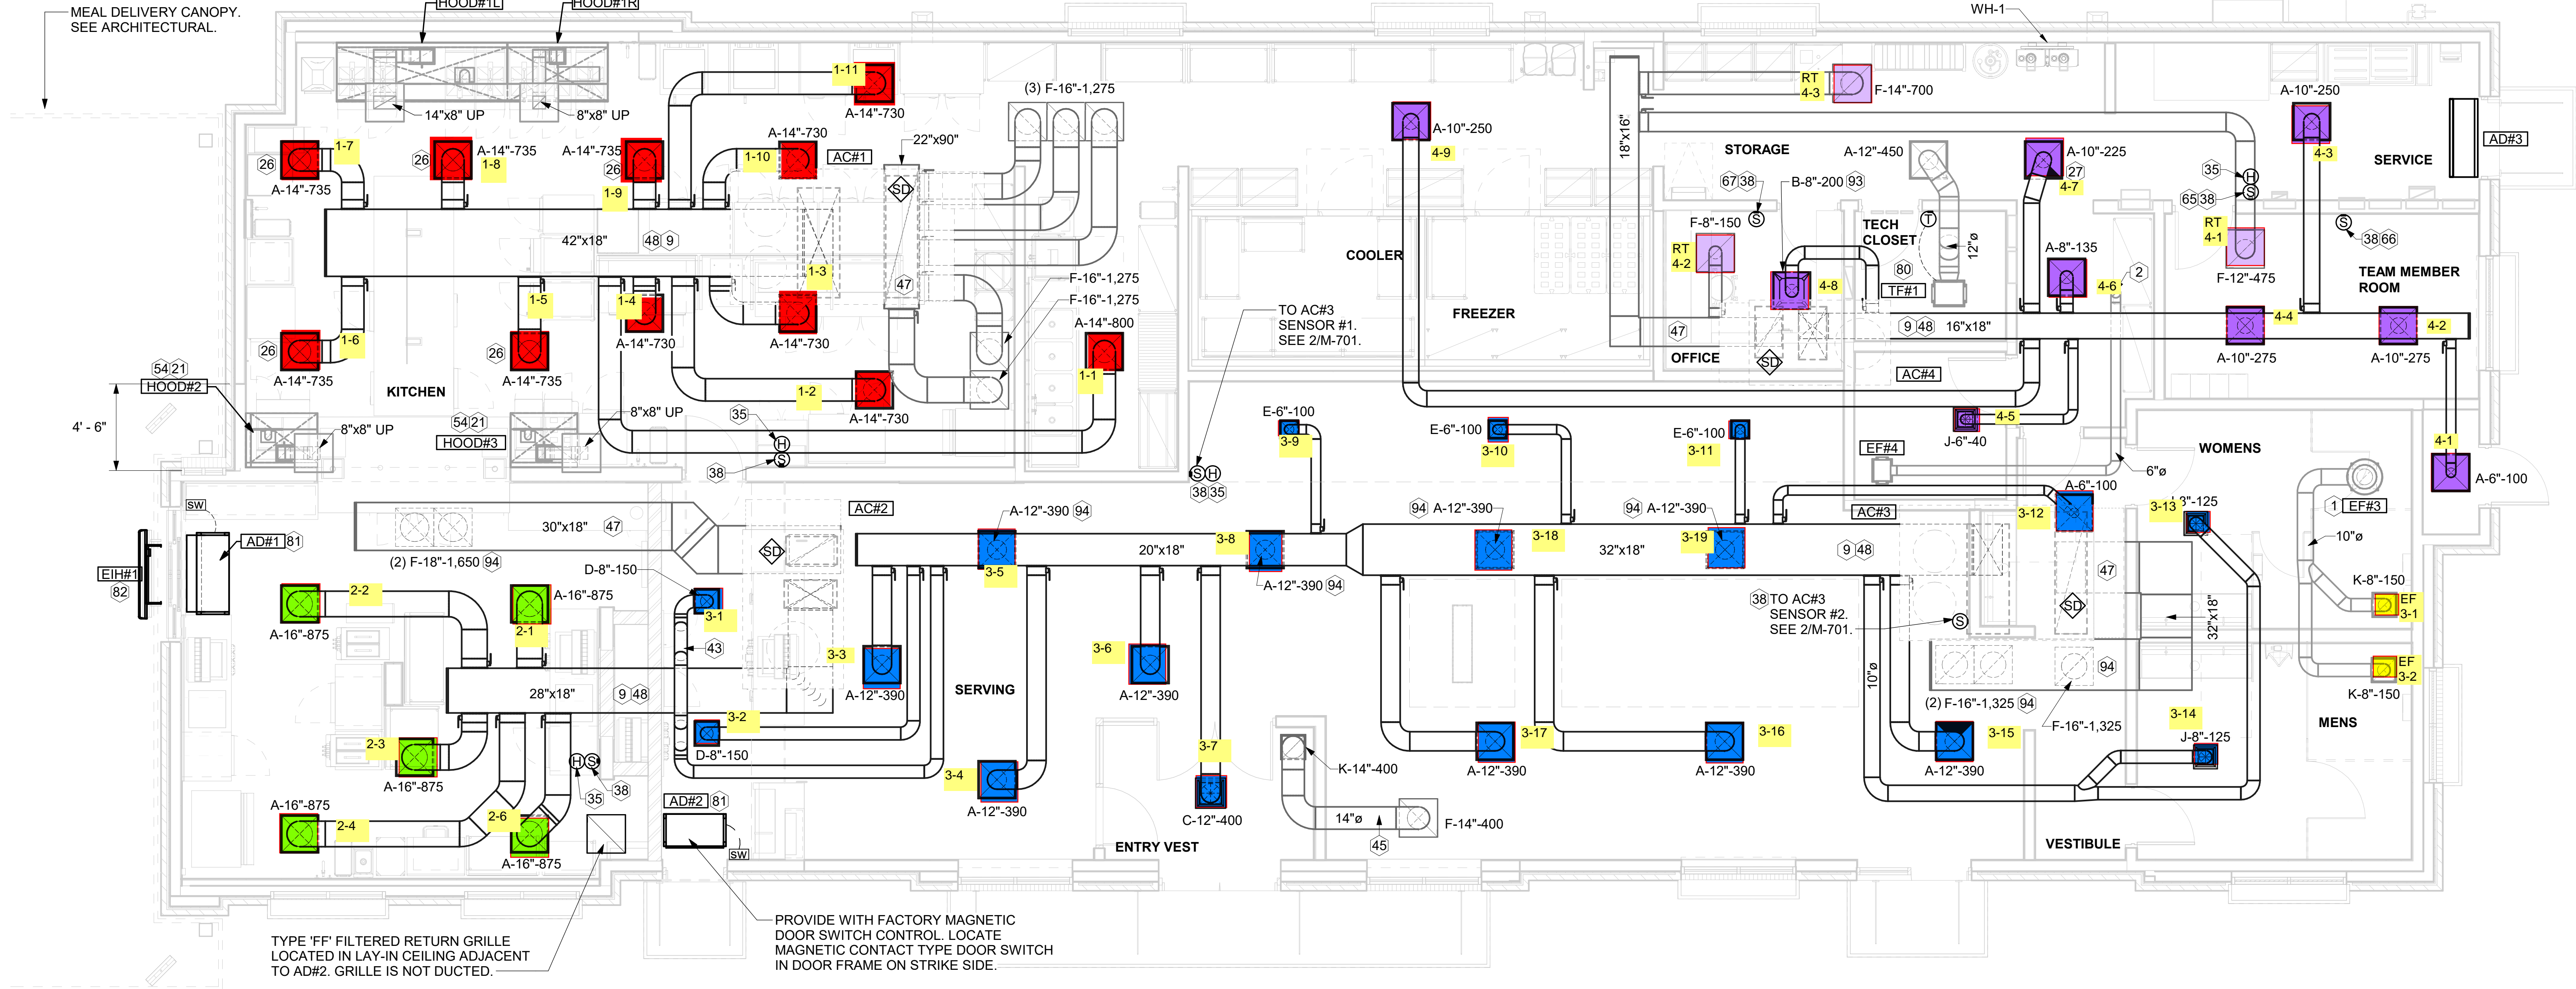 MEAL DELIVERY CANOPY.
SEE ARCHITECTURAL.
HOOD#1L
HOOD#1R
WH-1
14"x8" UP
8"x8" UP
1-11
A-14"-730
(3) F-16"-1,275
22"x90"
A-14"-730
1-10
AC#1
SD
1-7
26
A-14"-735
26
A-14"-735
1-8
A-14"-735
26
1-9
42"x18"
48
9
47
1-3
A-14"-730
1-4
A-14"-730
1-5
26
A-14"-735
1-6
26
A-14"-735
F-16"-1,275
F-16"-1,275
A-14"-800
1-1
1-2
A-14"-730
KITCHEN
54
21
HOOD#2
4' - 6"
8"x8" UP
54
21
HOOD#3
8"x8" UP
35
H
S
38
A-10"-250
4-9
COOLER
FREEZER
TO AC#3
SENSOR #1.
SEE 2/M-701.
S
H
38
35
18"x16"
RT
4-3
F-14"-700
STORAGE
67
38
S
B-8"-200
93
F-8"-150
RT
4-2
4-8
47
OFFICE
SD
A-12"-450
TECH
CLOSET
T
12"ø
80
TF#1
A-10"-225
27
4-7
A-8"-135
4-6
2
35
H
S
65
38
RT
4-1
F-12"-475
A-10"-250
4-3
SERVICE
AD#3
S
38
66
TEAM MEMBER
ROOM
9
48
16"x18"
4-4
A-10"-275
4-2
A-10"-275
AC#4
4-5
J-6"-40
4-1
A-6"-100
WOMENS
EF#4
6"ø
E-6"-100
3-9
E-6"-100
3-10
E-6"-100
3-11
A-6"-100
3-12
3-13
J-8"-125
1
EF#3
10"ø
K-8"-150
EF
3-1
EF
3-2
K-8"-150
MENS
SW
AD#1
81
EIH#1
82
30"x18"
47
(2) F-18"-1,650
94
AC#2
SD
A-12"-390
94
3-5
20"x18"
3-8
A-12"-390
94
94
A-12"-390
3-18
32"x18"
94
A-12"-390
3-19
AC#3
9
48
47
SD
32"x18"
38
TO AC#3
SENSOR #2.
SEE 2/M-701.
S
94
(2) F-16"-1,325
94
F-16"-1,325
10"ø
2-2
A-16"-875
A-16"-875
2-1
D-8"-150
3-1
43
28"x18"
9
48
3-3
A-12"-390
SERVING
3-6
A-12"-390
3-2
D-8"-150
2-3
A-16"-875
A-16"-875
2-4
2-6
A-16"-875
H
S
35
38
AD#2
81
SW
3-4
A-12"-390
3-7
C-12"-400
ENTRY VEST
K-14"-400
14"ø
45
F-14"-400
3-17
A-12"-390
3-16
A-12"-390
3-15
A-12"-390
3-14
J-8"-125
VESTIBULE
TYPE 'FF' FILTERED RETURN GRILLE
LOCATED IN LAY-IN CEILING ADJACENT
TO AD#2. GRILLE IS NOT DUCTED.
PROVIDE WITH FACTORY MAGNETIC
DOOR SWITCH CONTROL. LOCATE
MAGNETIC CONTACT TYPE DOOR SWITCH
IN DOOR FRAME ON STRIKE SIDE.